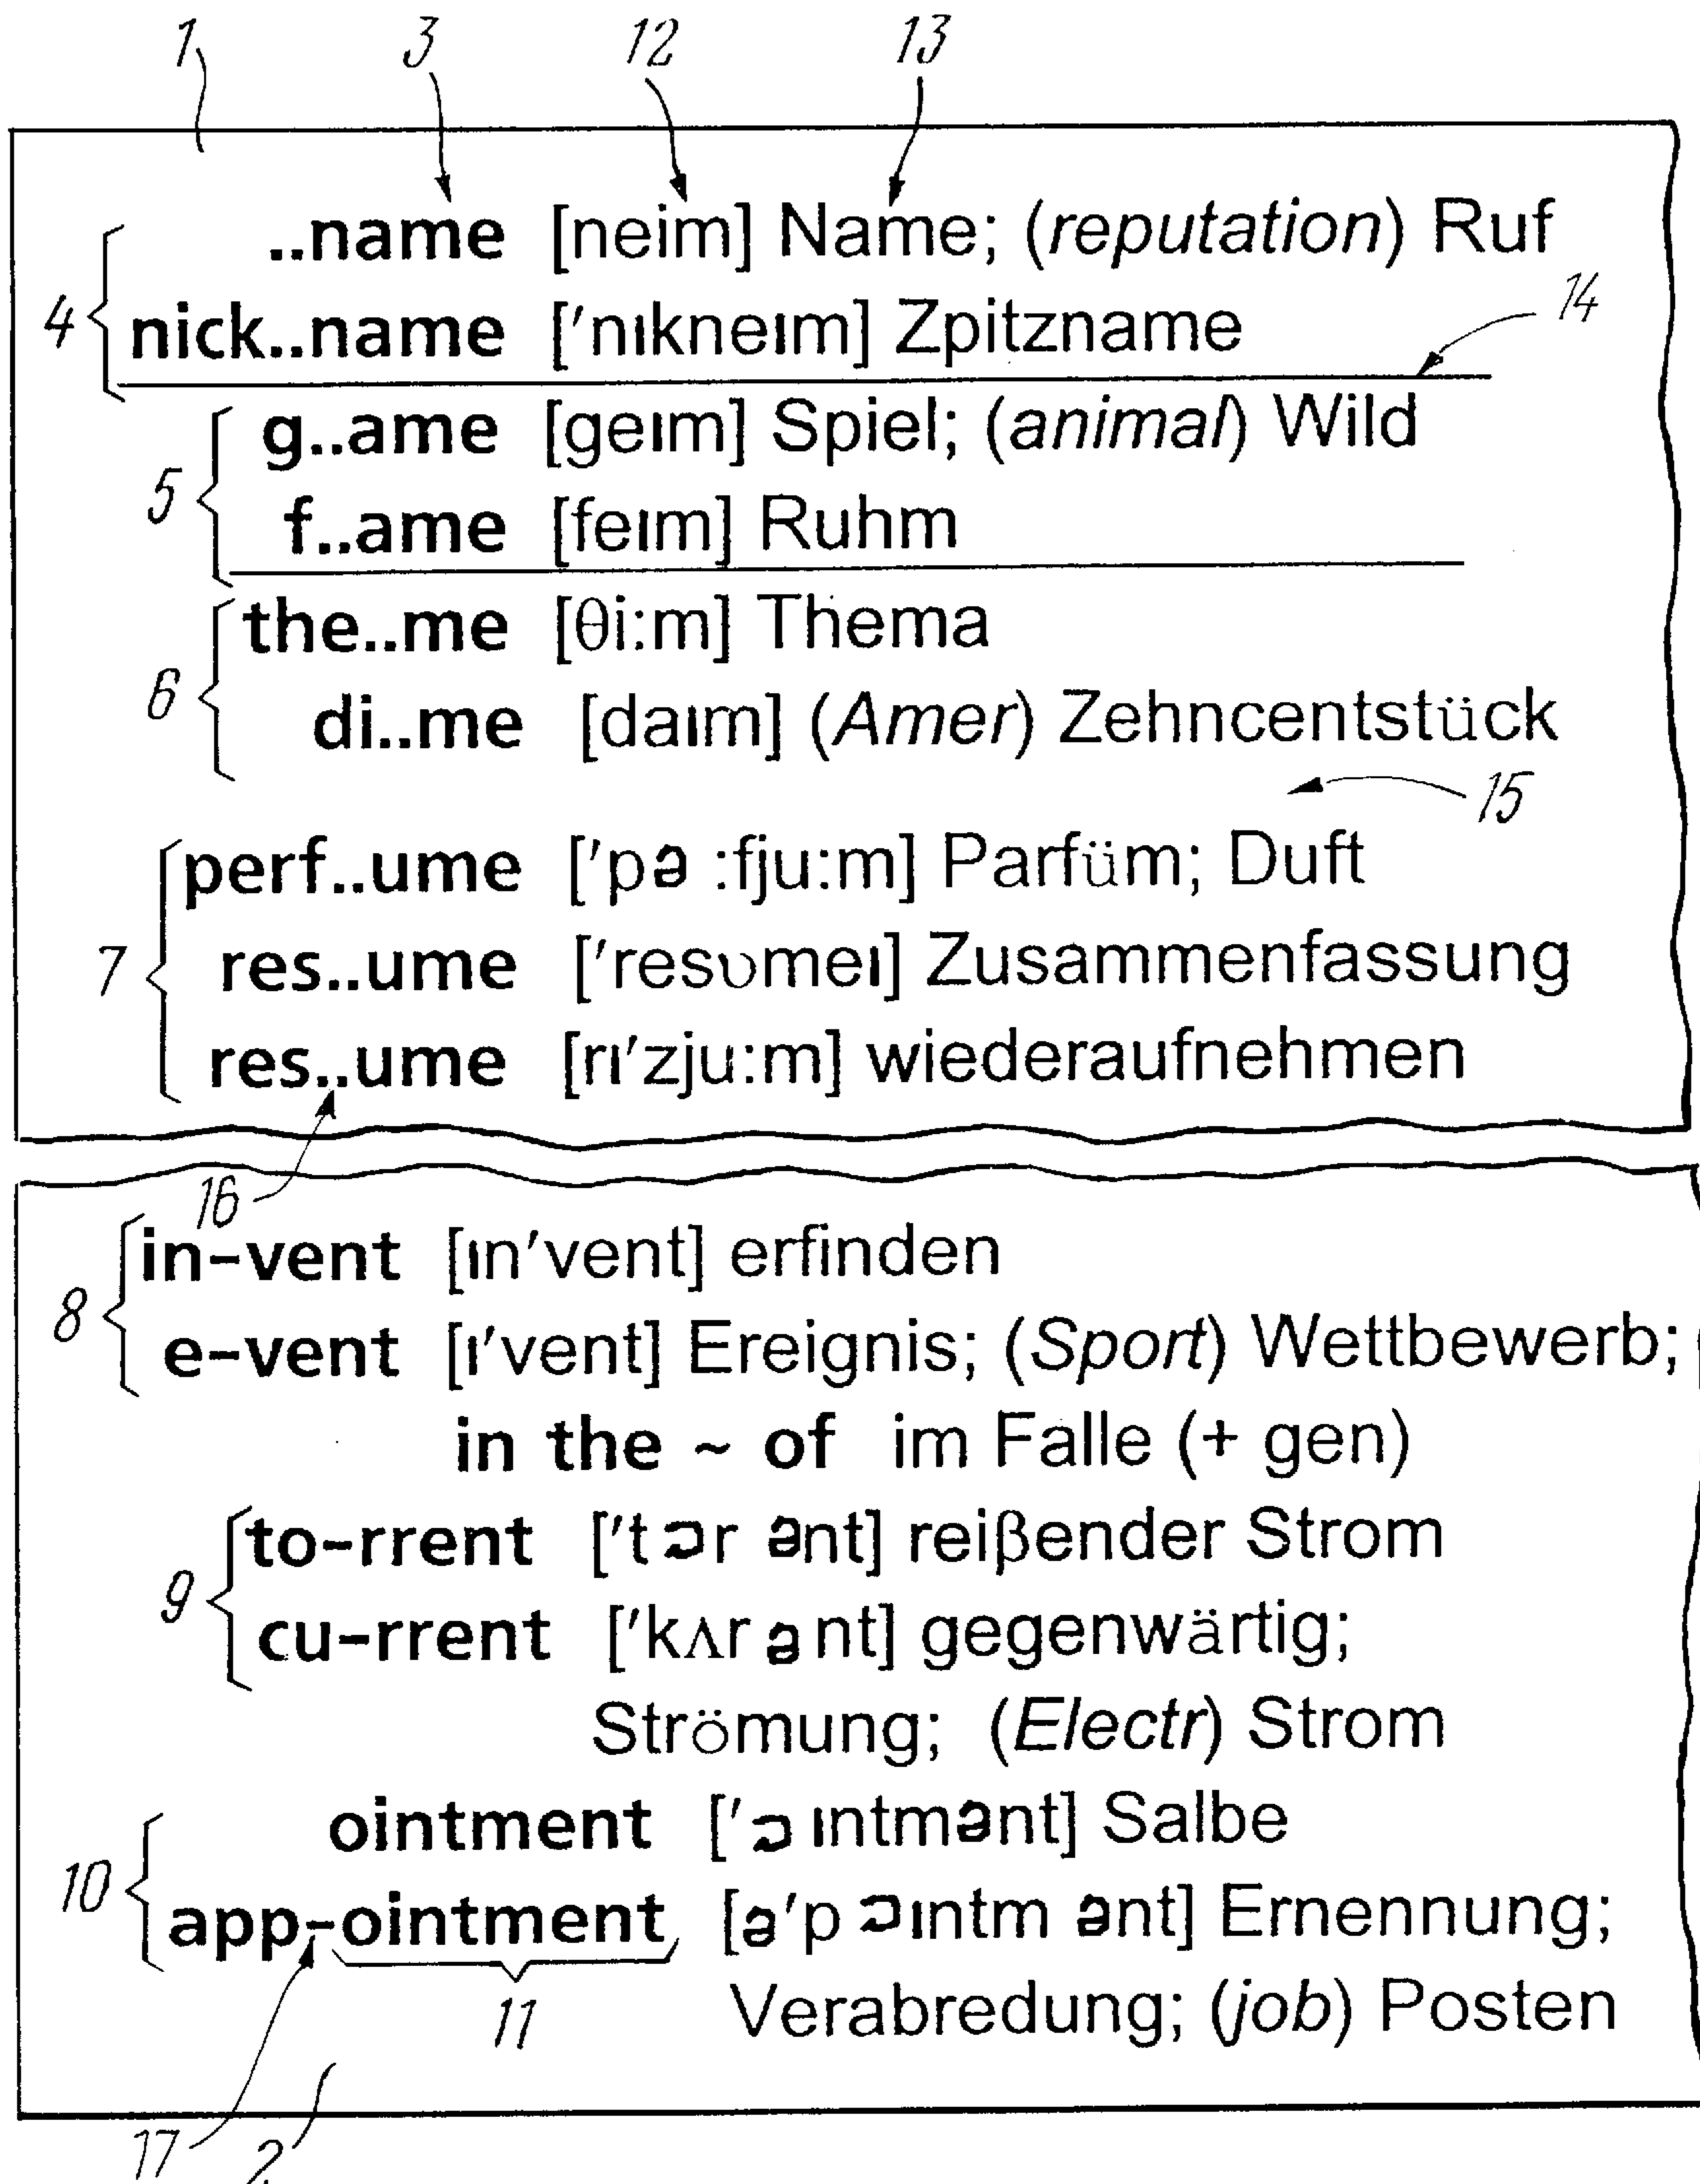 1 3 12 13
..name [neim] Name; (reputation) Ruf
14
4 nick..name ['nıkneım] Zpitzname
g..ame [geım] Spiel; (animal) Wild
5
f..ame [feım] Ruhm
the..me [θi:m] Thema
6
di..me [daım] (Amer) Zehncentstück
15
perf..ume ['pə :fju:m] Parfüm; Duft
7 res..ume ['resʋmeı] Zusammenfassung
res..ume [rı'zju:m] wiederaufnehmen
16
in-vent [ın'vent] erfinden
8
e-vent [ı'vent] Ereignis; (Sport) Wettbewerb;
in the ~ of im Falle (+ gen)
to-rrent ['tɔr ənt] reiβender Strom
9
cu-rrent ['kʌr ə nt] gegenwärtig;
Strömung; (Electr) Strom
ointment ['ɔ ıntmənt] Salbe
10
app-ointment [ə'p ɔıntm ənt] Ernennung;
11 Verabredung; (job) Posten
17 2